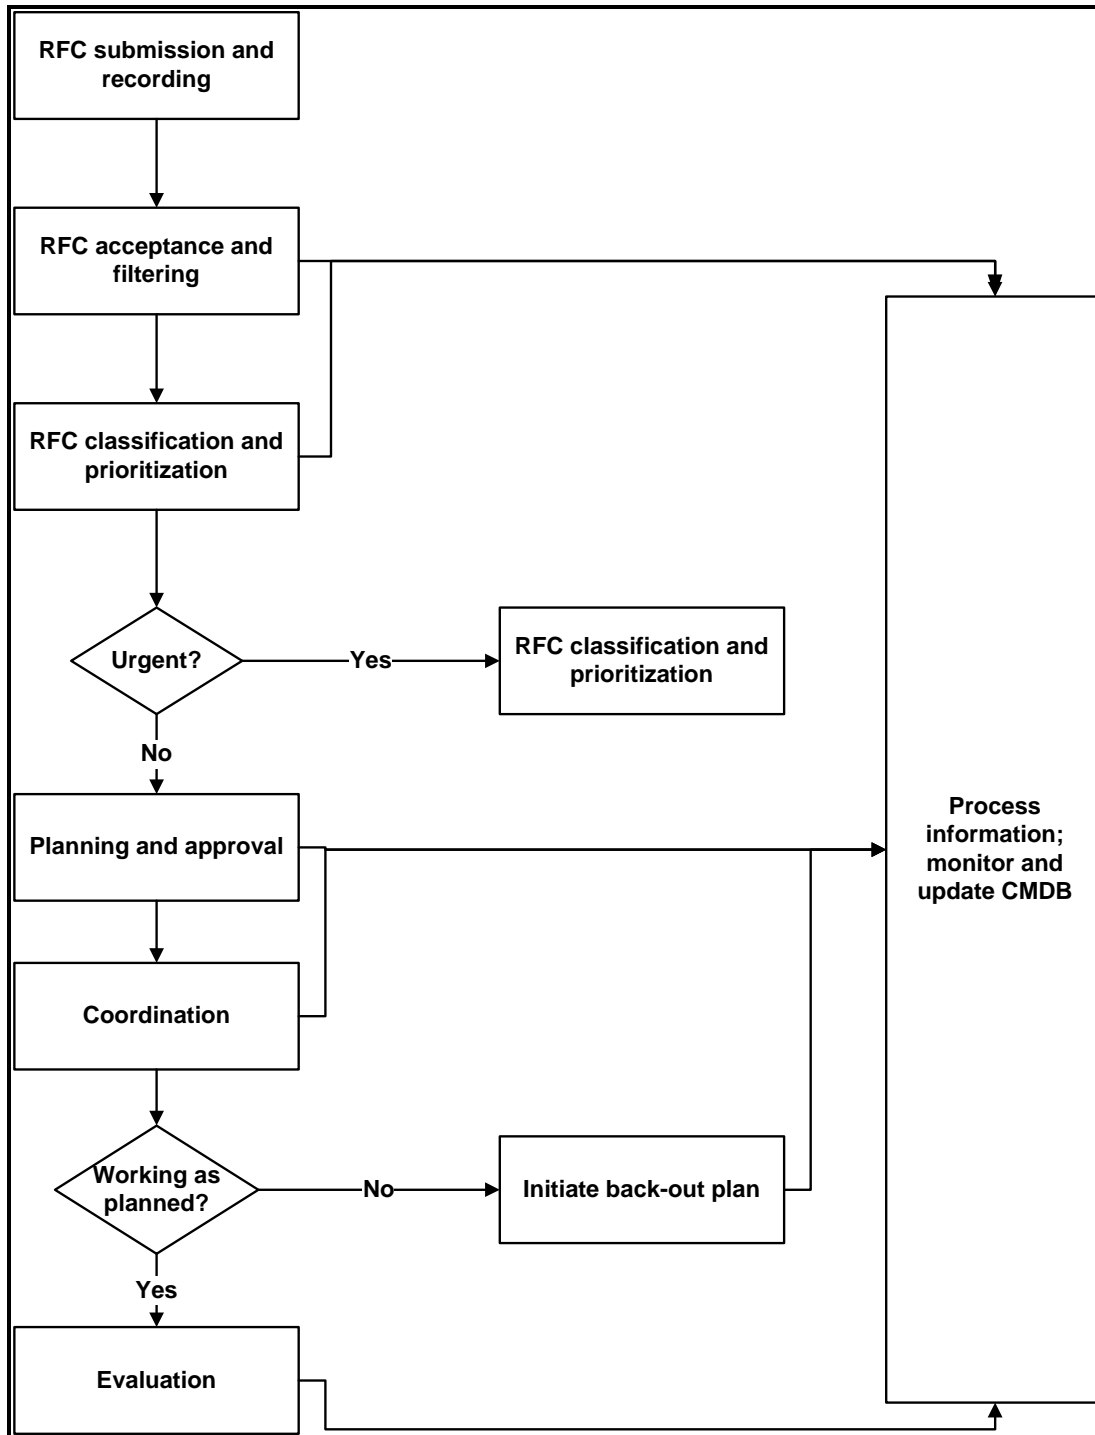 RFC submission and
recording
RFC acceptance and
filtering
RFC classification and
prioritization
Urgent?
Yes
RFC classification and
prioritization
No
Planning and approval
Process
information;
monitor and
update CMDB
Coordination
Working as
planned?
No
Initiate back-out plan
Yes
Evaluation